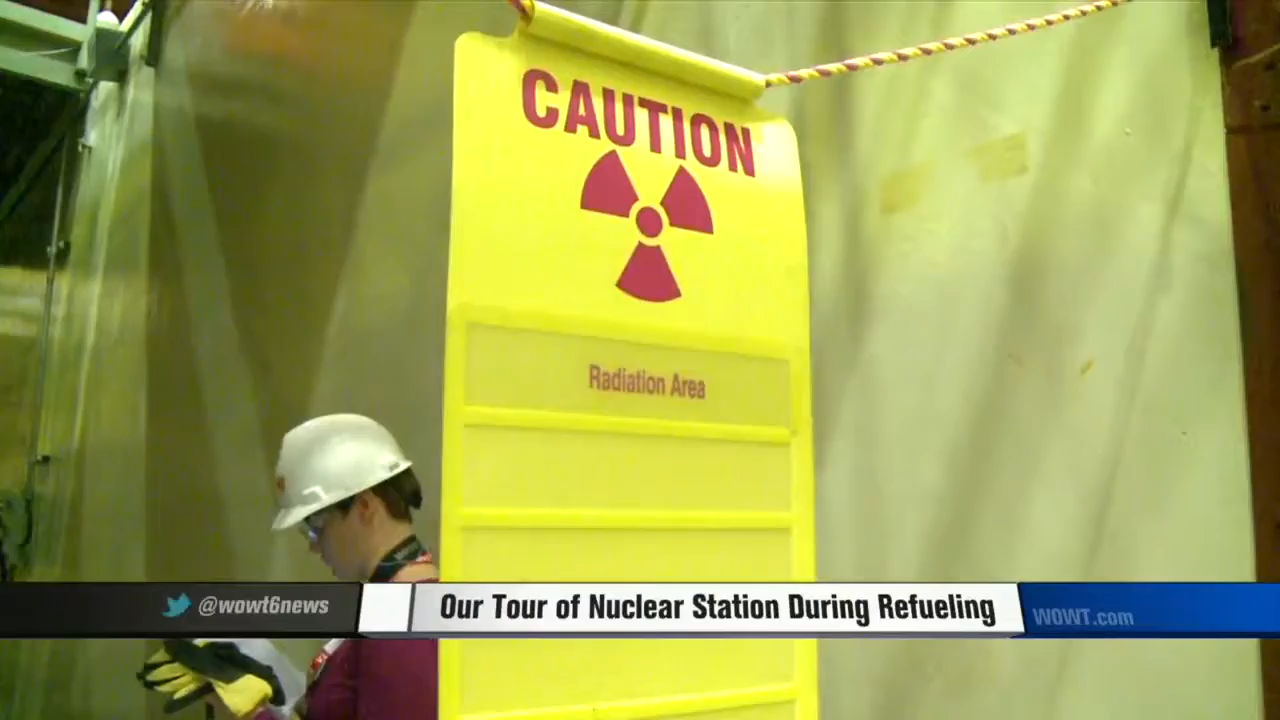 CAUTION
Radiation Area
@wowt6news
Our Tour of Nuclear Station During Refueling
WOWT.com